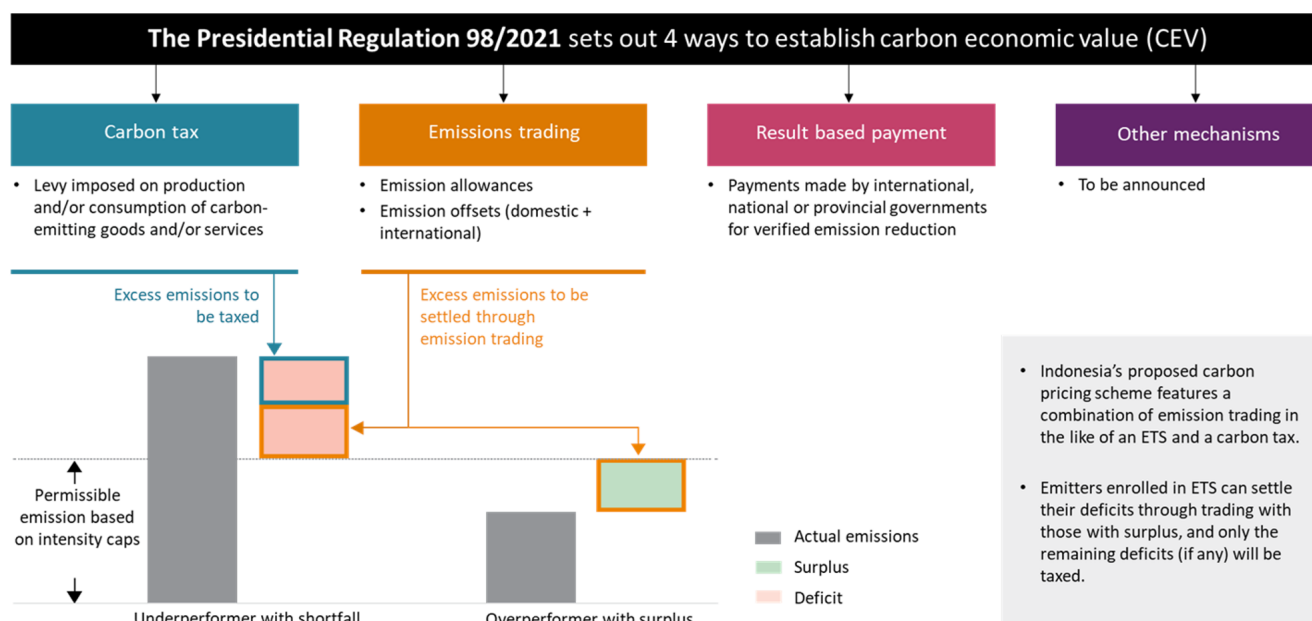 The Presidential Regulation 98/2021 sets out 4 ways to establish carbon economic value (CEV)
Carbon tax
• Levy imposed on production
and/or consumption of carbon-
emitting goods and/or services
Emissions trading
• Emission allowances
• Emission offsets (domestic +
international)
Result based payment
• Payments made by international,
national or provincial governments
for verified emission reduction
Other mechanisms
• To be announced
Excess emissions to
be taxed
Excess emissions to be
settled through
emission trading
Permissible
emission based
on intensity caps
Underperformer with shortfall
Overperformer with surplus
Actual emissions
Surplus
Deficit
• Indonesia's proposed carbon
pricing scheme features a
combination of emission trading in
the like of an ETS and a carbon tax.
• Emitters enrolled in ETS can settle
their deficits through trading with
those with surplus, and only the
remaining deficits (if any) will be
taxed.